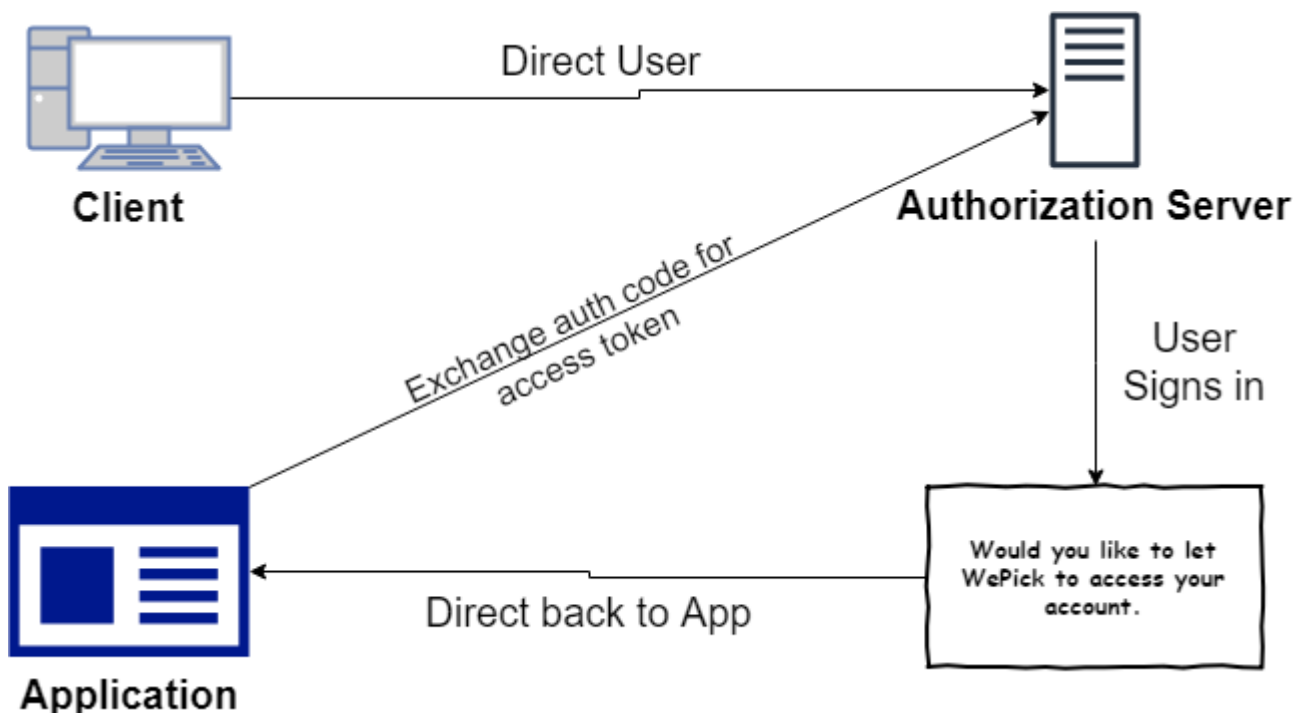 Direct User
Client
Authorization Server
Exchange auth code for
access token
User
Signs in
Would you like to let
WePick to access your
account.
Direct back to App
Application